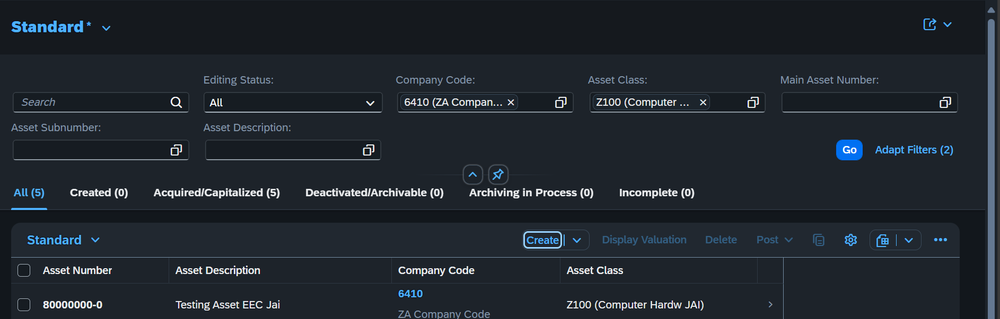 Standard *
Editing Status:
Company Code:
Asset Class:
Main Asset Number:
Search
All
6410 (ZA Compan...
Z100 (Computer ...
Asset Subnumber:
Asset Description:
Go
Adapt Filters (2)
All (5)
Created (0)
Acquired/Capitalized (5)
Deactivated/Archivable (0)
Archiving in Process (0)
Incomplete (0)
Standard
Create
Display Valuation
Delete
Post
Asset Number
Asset Description
Company Code
Asset Class
80000000-0
Testing Asset EEC Jai
6410
ZA Company Code
Z100 (Computer Hardw JAI)